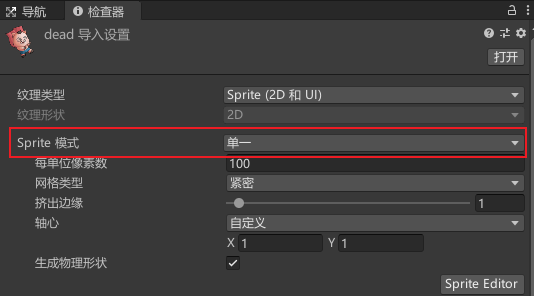 导航 检查器
dead 导入设置
打开
纹理类型 Sprite (2D 和 UI)
纹理形状 2D
Sprite 模式 单一
每单位像素数 100
网格类型 紧密
挤出边缘 1
轴心 自定义
X 1 Y 1
生成物理形状
Sprite Editor